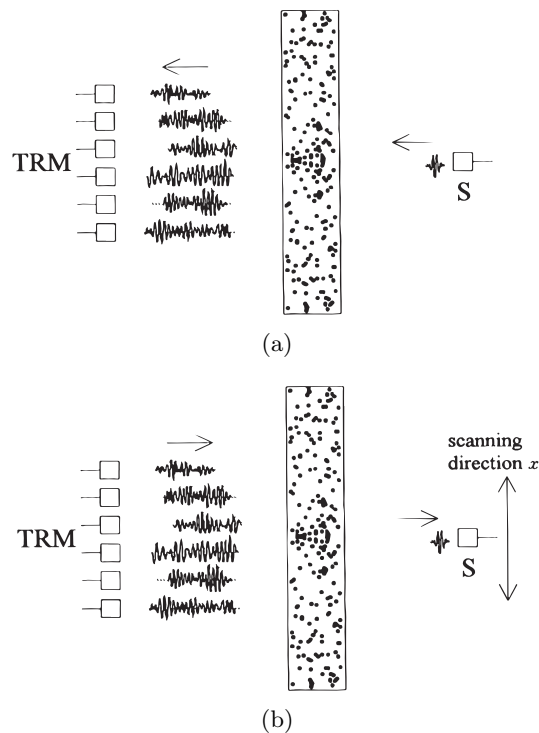 TRM
S
(a)
scanning
direction x
TRM
S
(b)